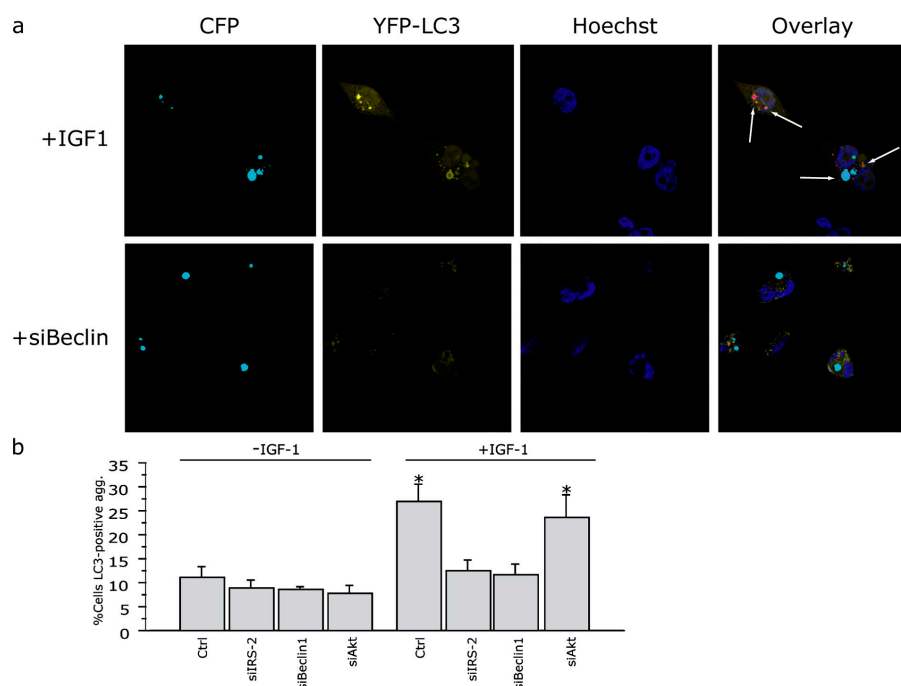 a
CFP YFP-LC3 Hoechst Overlay
+IGF1
+siBeclin
b
-IGF-1 +IGF-1
%Cells LC3-positive agg.
35
30
25
20
15
10
5
0
* *
Ctrl siIRS-2 siBeclin1 siAkt Ctrl siIRS-2 siBeclin1 siAkt